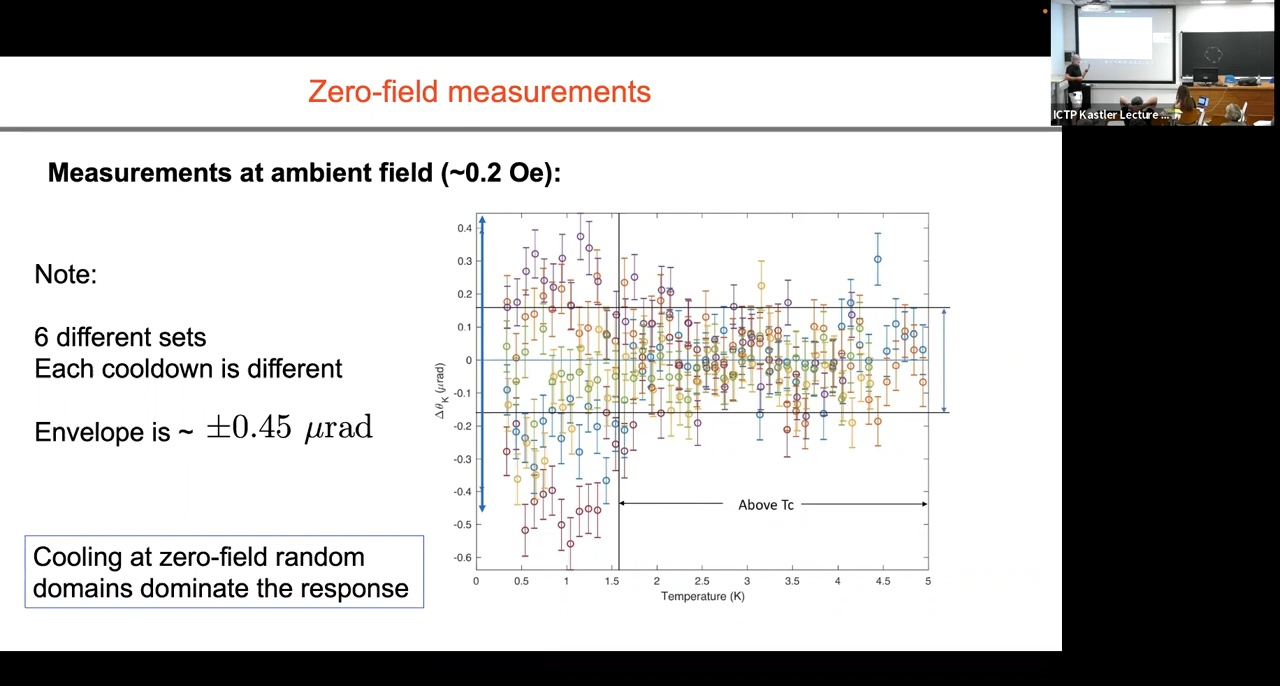 Zero-field measurements
ICTP Kastler Lecture ...
Measurements at ambient field (~0.2 Oe):
Note:
6 different sets
Each cooldown is different
Envelope is ~ ±0.45 μrad
Cooling at zero-field random
domains dominate the response
0.4
0.3
0.2
0.1
0
-0.1
-0.2
-0.3
-0.4
-0.5
-0.6
Δθ_K (μrad)
Above Tc
0 0.5 1 1.5 2 2.5 3 3.5 4 4.5 5
Temperature (K)